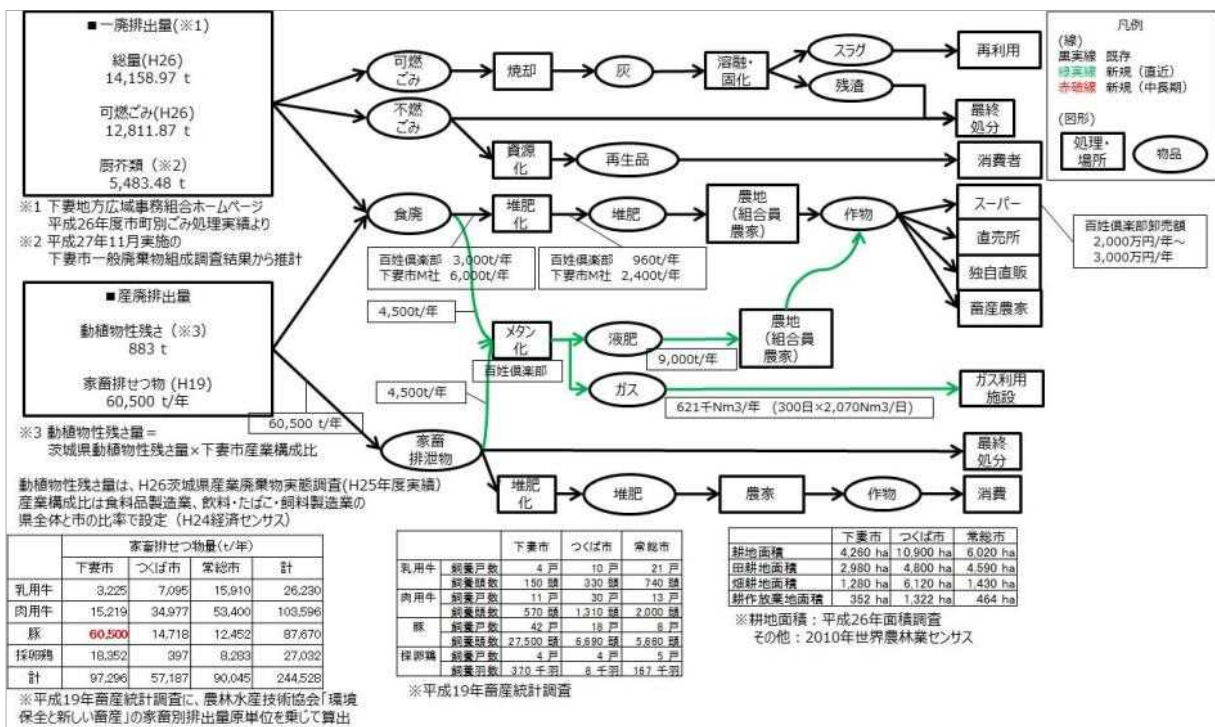 ■一廃排出量(※1)
総量(H26)
14,158.97 t
可燃ごみ(H26)
12,811.87 t
厨芥類（※2）
5,483.48 t
※1 下妻地方広域事務組合ホームページ
平成26年度市町別ごみ処理実績より
※2 平成27年11月実施の
下妻市一般廃棄物組成調査結果から推計
■産廃排出量
動植物性残さ（※3）
883 t
家畜排せつ物 (H19)
60,500 t/年
60,500 t/年
※3 動植物性残さ量＝
茨城県動植物性残さ量×下妻市産業構成比
動植物性残さ量は、H26茨城県産業廃棄物実態調査(H25年度実績)
産業構成比は食料品製造業、飲料・たばこ・飼料製造業の
県全体と市の比率で設定（H24経済センサス）
可燃
ごみ
焼却
灰
溶融・
固化
スラグ
再利用
残渣
不燃
ごみ
最終
処分
資源
化
再生品
消費者
食廃
堆肥
化
堆肥
農地
（組合員
農家）
作物
スーパー
直売所
独自直販
畜産農家
百姓倶楽部 3,000t/年
下妻市M社 6,000t/年
百姓倶楽部 960t/年
下妻市M社 2,400t/年
百姓倶楽部卸売額
2,000万円/年～
3,000万円/年
4,500t/年
メタン
化
百姓倶楽部
液肥
9,000t/年
農地
（組合員
農家）
4,500t/年
ガス
621千Nm3/年 (300日×2,070Nm3/日)
ガス利用
施設
家畜
排泄物
最終
処分
堆肥
化
堆肥
農家
作物
消費
凡例
(線)
黒実線 既存
緑実線 新規（直近）
赤破線 新規（中長期）
(図形)
処理・
場所
物品
家畜排せつ物量(t/年)
下妻市 つくば市 常総市 計
乳用牛 3,225 7,095 15,910 26,230
肉用牛 15,219 34,977 53,400 103,596
豚 60,500 14,718 12,452 87,670
採卵鶏 18,352 397 8,283 27,032
計 97,296 57,187 90,045 244,528
※平成19年畜産統計調査に、農林水産技術協会「環境
保全と新しい畜産」の家畜別排出量原単位を乗じて算出
下妻市 つくば市 常総市
乳用牛 飼養戸数 4 戸 10 戸 21 戸
飼養頭数 150 頭 330 頭 740 頭
肉用牛 飼養戸数 11 戸 30 戸 13 戸
飼養頭数 570 頭 1,310 頭 2,000 頭
豚 飼養戸数 42 戸 18 戸 8 戸
飼養頭数 27,500 頭 6,690 頭 5,660 頭
採卵鶏 飼養戸数 4 戸 4 戸 5 戸
飼養羽数 370 千羽 8 千羽 167 千羽
※平成19年畜産統計調査
下妻市 つくば市 常総市
耕地面積 4,260 ha 10,900 ha 6,020 ha
田耕地面積 2,980 ha 4,800 ha 4,590 ha
畑耕地面積 1,280 ha 6,120 ha 1,430 ha
耕作放棄地面積 352 ha 1,322 ha 464 ha
※耕地面積：平成26年面積調査
その他：2010年世界農林業センサス